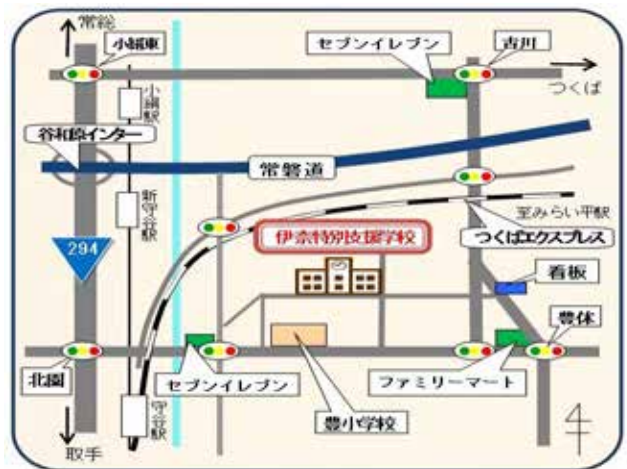 常総
小絹東
セブンイレブン
古川
つくば
小絹駅
谷和原インター
常磐道
新守谷駅
至みらい平駅
伊奈特別支援学校
つくばエクスプレス
294
看板
豊体
北園
セブンイレブン
ファミリーマート
豊小学校
守谷駅
取手